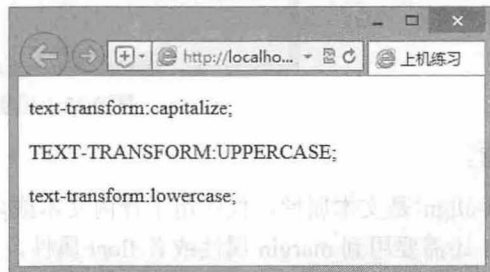 http://localho...
上机练习
text-transform:capitalize;
TEXT-TRANSFORM:UPPERCASE;
text-transform:lowercase;